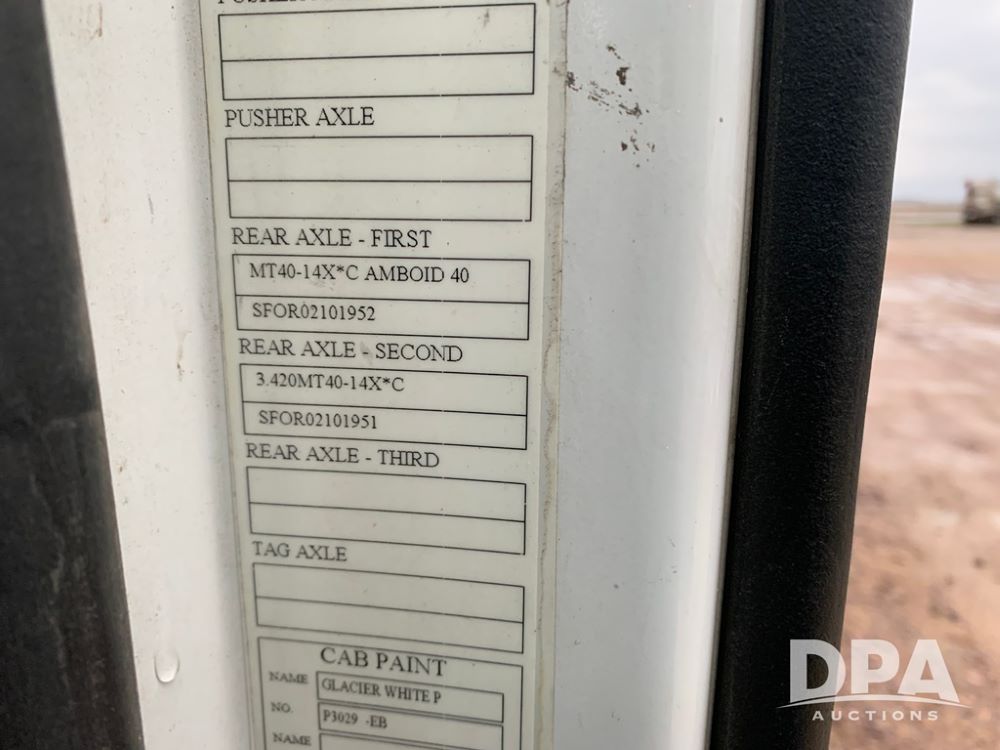 PUSHER AXLE
REAR AXLE - FIRST
MT40-14X*C AMBOID 40
SFOR02101952
REAR AXLE - SECOND
3.420MT40-14X*C
SFOR02101951
REAR AXLE - THIRD
TAG AXLE
CAB PAINT
NAME GLACIER WHITE P
NO. P3029 -EB
NAME
DPA
AUCTIONS